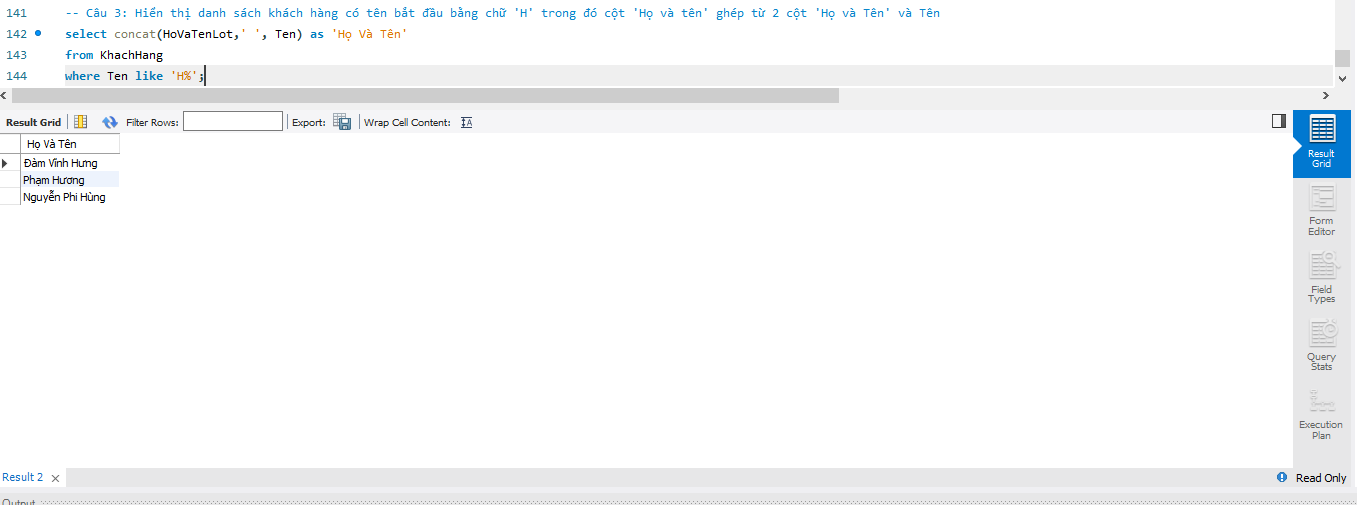 141 -- Câu 3: Hiển thị danh sách khách hàng có tên bắt đầu bằng chữ 'H' trong đó cột 'Họ và tên' ghép từ 2 cột 'Họ và Tên' và Tên
142 select concat(HoVaTenLot,' ', Ten) as 'Họ Và Tên'
143 from KhachHang
144 where Ten like 'H%';
Result Grid Filter Rows: Export: Wrap Cell Content: IA
Họ Và Tên
Đàm Vĩnh Hưng
Phạm Hương
Nguyễn Phi Hùng
Result
Grid
Form
Editor
Field
Types
Query
Stats
Execution
Plan
Result 2
Read Only
Output